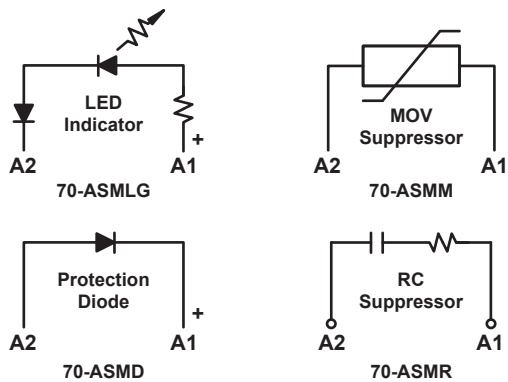 LED
Indicator
+
A2
A1
70-ASMLG
MOV
Suppressor
A2
A1
70-ASMM
Protection
Diode
+
A2
A1
70-ASMD
RC
Suppressor
A2
A1
70-ASMR